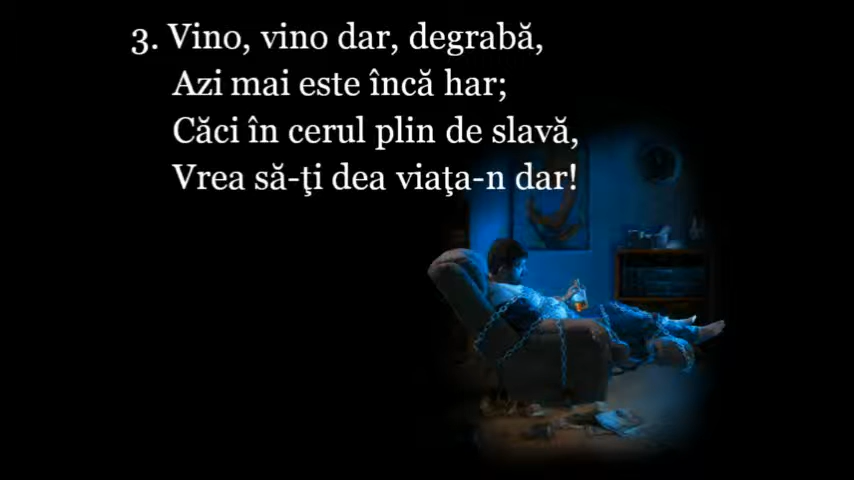 3. Vino, vino dar, degrabă,
Azi mai este încă har;
Căci în cerul plin de slavă,
Vrea să-ţi dea viaţa-n dar!